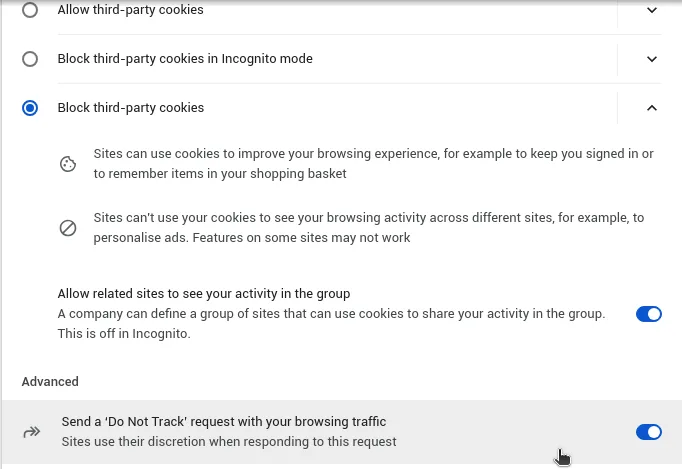 Allow third-party cookies
Block third-party cookies in Incognito mode
Block third-party cookies
Sites can use cookies to improve your browsing experience, for example to keep you signed in or
to remember items in your shopping basket
Sites can't use your cookies to see your browsing activity across different sites, for example, to
personalise ads. Features on some sites may not work
Allow related sites to see your activity in the group
A company can define a group of sites that can use cookies to share your activity in the group.
This is off in Incognito.
Advanced
Send a ‘Do Not Track’ request with your browsing traffic
Sites use their discretion when responding to this request